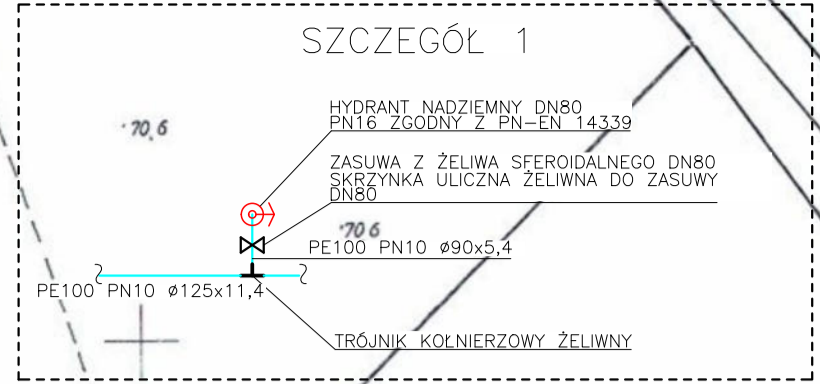 SZCZEGÓŁ 1
70,6
HYDRANT NADZIEMNY DN80
PN16 ZGODNY Z PN-EN 14339
ZASUWA Z ŻELIWA SFEROIDALNEGO DN80
SKRZYNKA ULICZNA ŻELIWNA DO ZASUWY
DN80
70 6
PE100 PN10 ø90x5,4
PE100 PN10 ø125x11,4
TRÓJNIK KOŁNIERZOWY ŻELIWNY